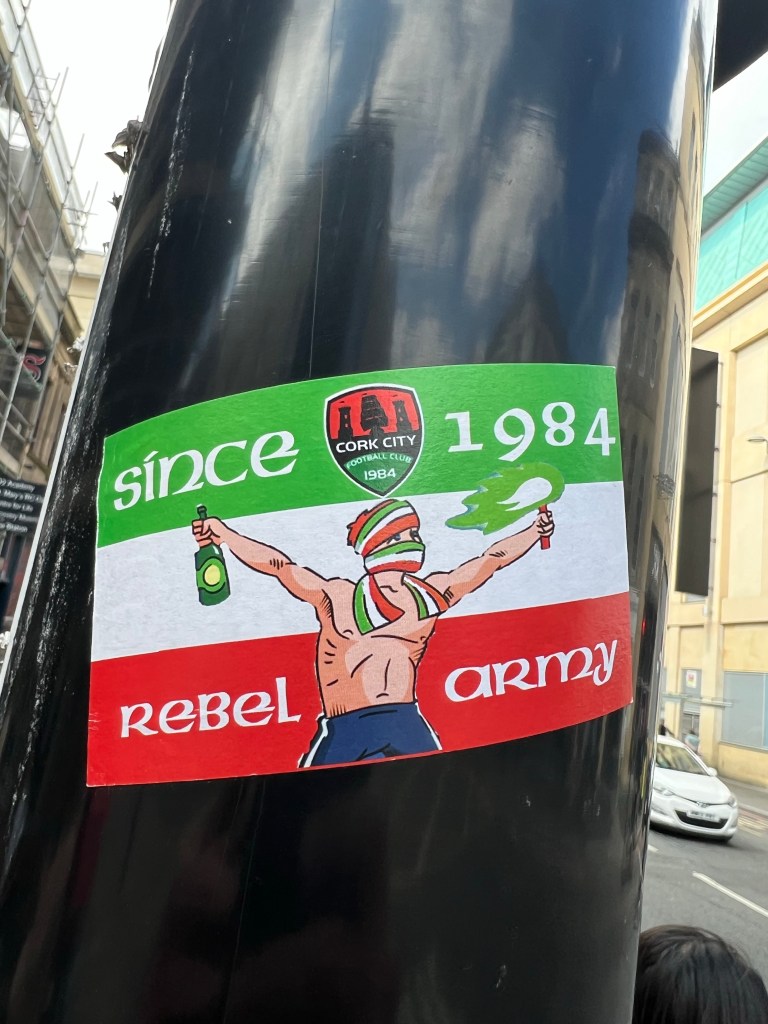 since
1984
CORK CITY
FOOTBALL CLUB
1984
REBEL
ARMY